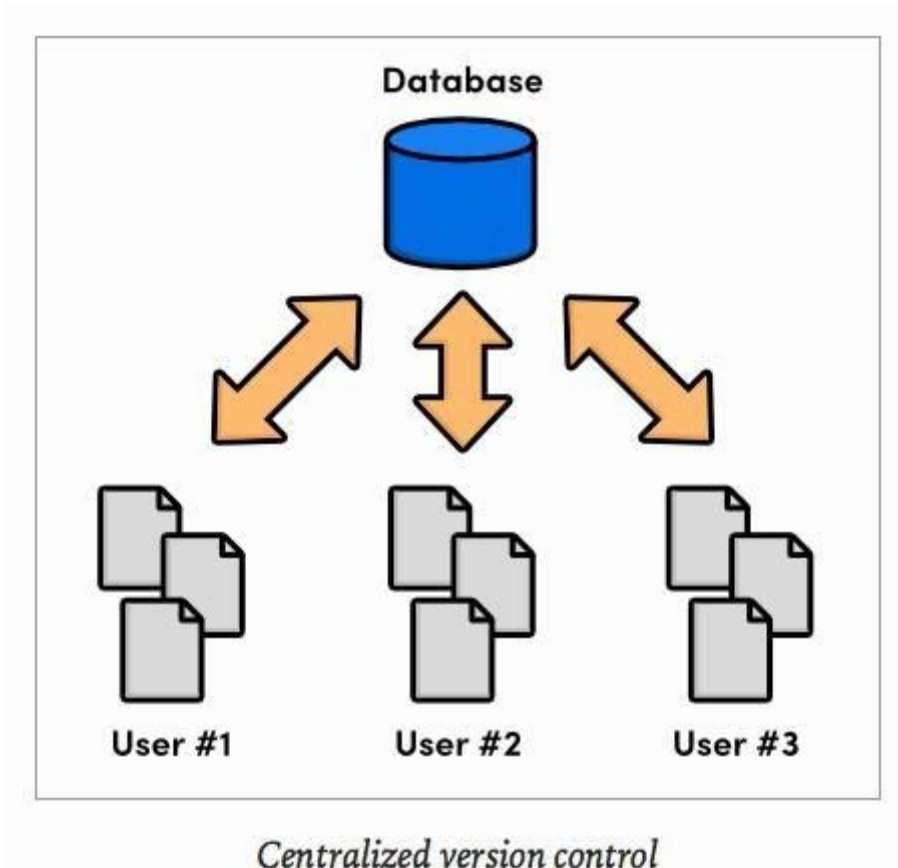 Database
User #1
User #2
User #3
Centralized version control